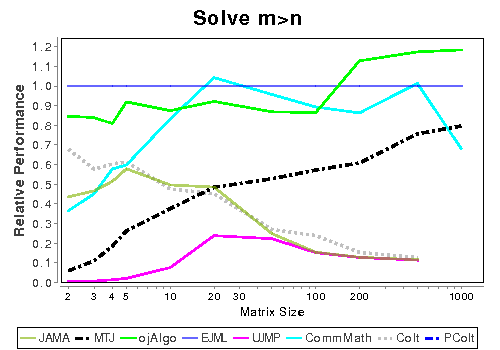 Solve m>n
Relative Performance
1.2
1.1
1.0
0.9
0.8
0.7
0.6
0.5
0.4
0.3
0.2
0.1
0.0
2 3 4 5 10 20 30 100 200 1000
Matrix Size
JAMA MTJ ojAlgo EJML UJMP CommMath Colt PColt